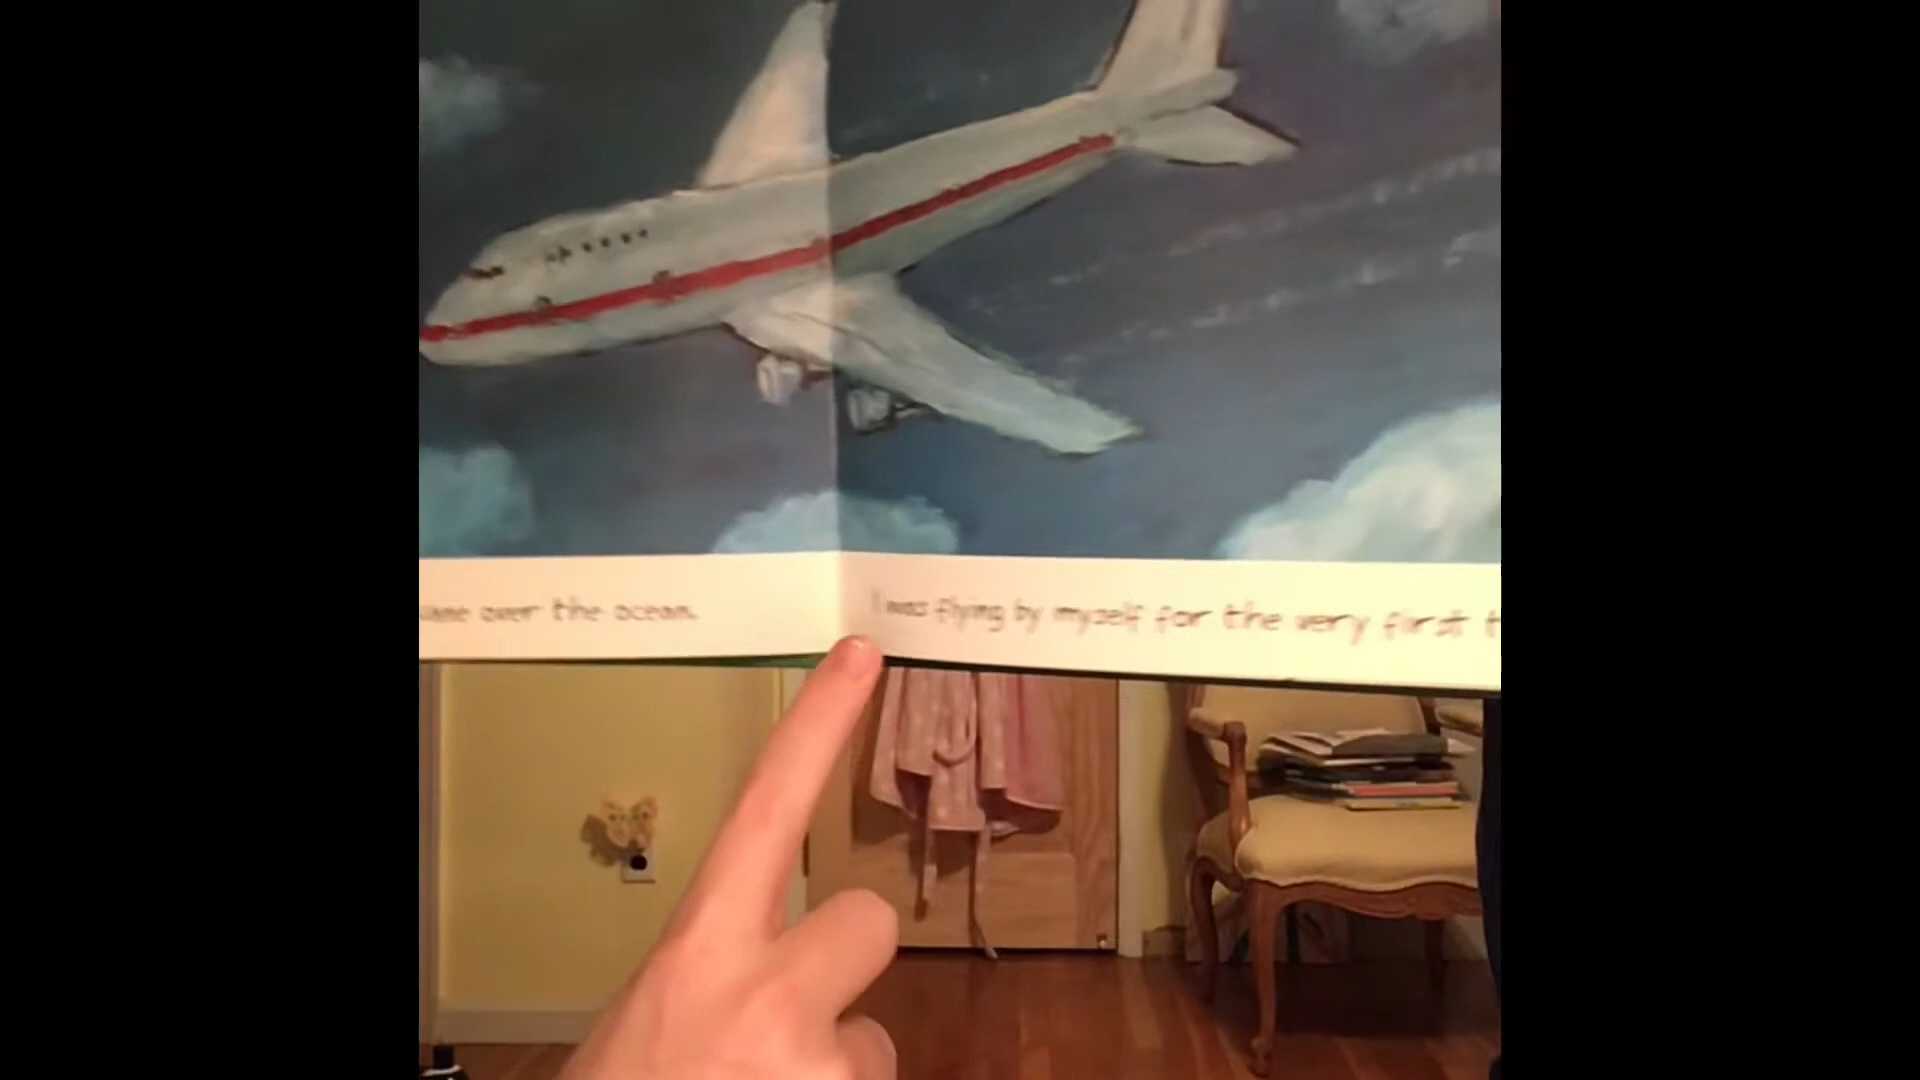 over the ocean.
I was flying by myself for the very first